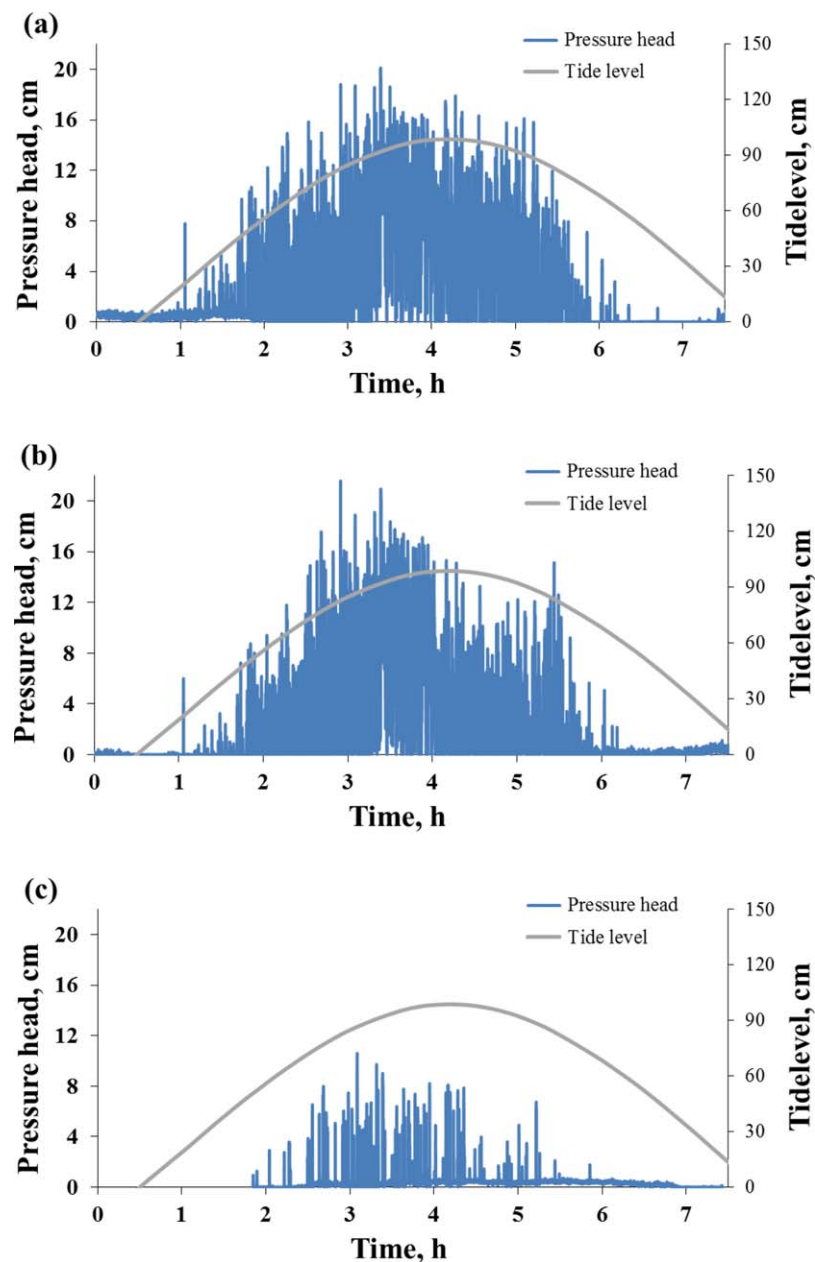 (a)
Pressure head
Tide level
20
16
12
8
4
0
Pressure head, cm
150
120
90
60
30
0
Tidelevel, cm
0 1 2 3 4 5 6 7
Time, h
(b)
Pressure head
Tide level
20
16
12
8
4
0
Pressure head, cm
150
120
90
60
30
0
Tidelevel, cm
0 1 2 3 4 5 6 7
Time, h
(c)
Pressure head
Tide level
20
16
12
8
4
0
Pressure head, cm
150
120
90
60
30
0
Tidelevel, cm
0 1 2 3 4 5 6 7
Time, h